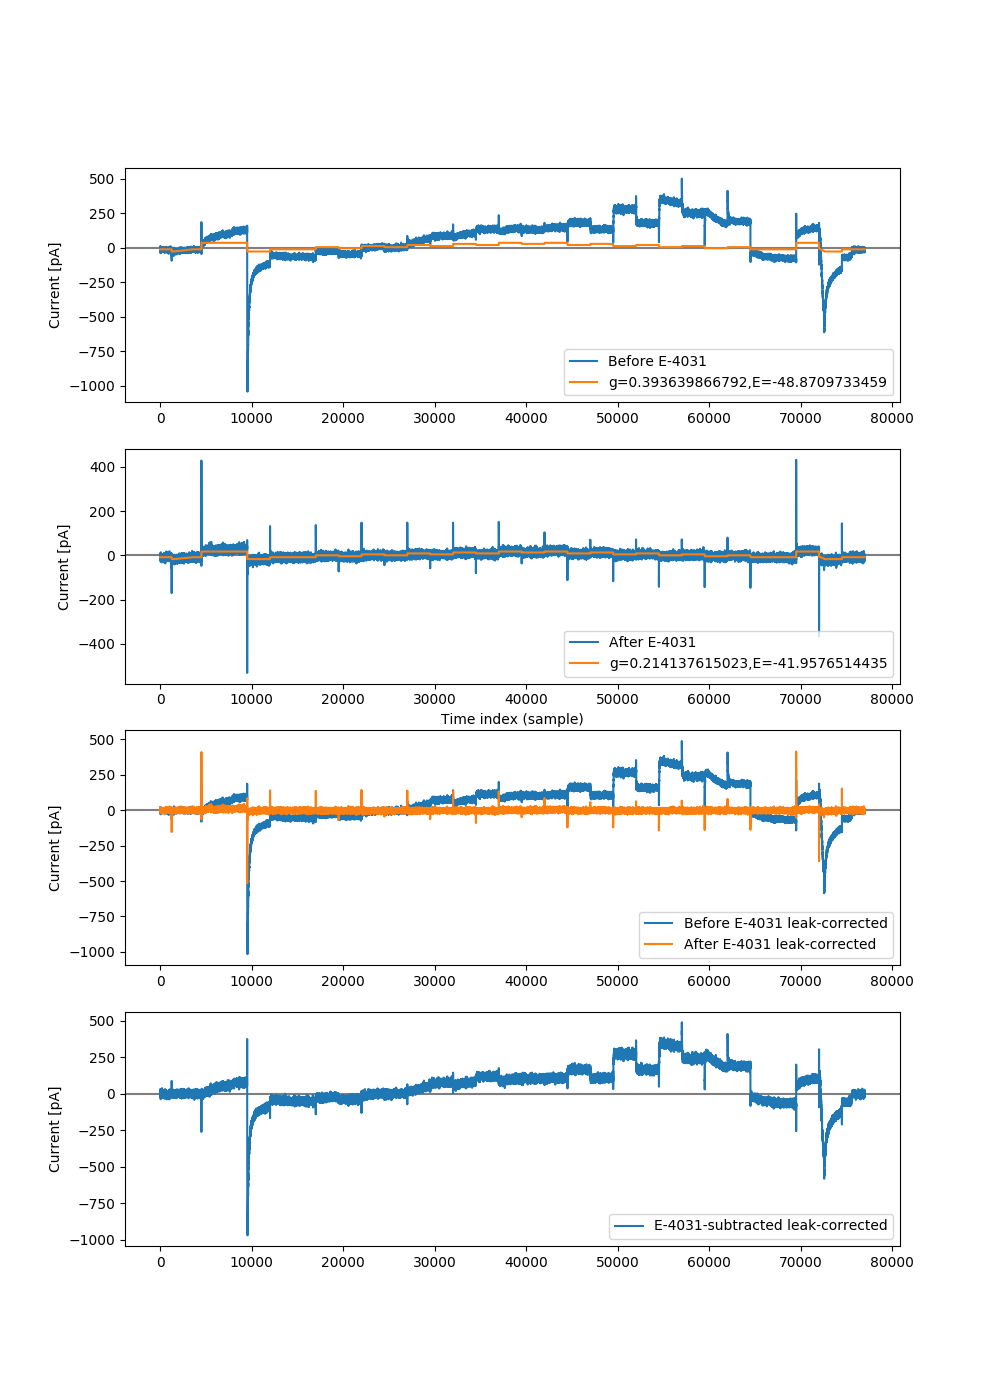 500
250
0
−250
−500
−750
−1000
Current [pA]
Before E-4031
g=0.393639866792,E=-48.8709733459
0 10000 20000 30000 40000 50000 60000 70000 80000
400
200
0
−200
−400
Current [pA]
After E-4031
g=0.214137615023,E=-41.9576514435
0 10000 20000 30000 40000 50000 60000 70000 80000
Time index (sample)
500
250
0
−250
−500
−750
−1000
Current [pA]
Before E-4031 leak-corrected
After E-4031 leak-corrected
0 10000 20000 30000 40000 50000 60000 70000 80000
500
250
0
−250
−500
−750
−1000
Current [pA]
E-4031-subtracted leak-corrected
0 10000 20000 30000 40000 50000 60000 70000 80000